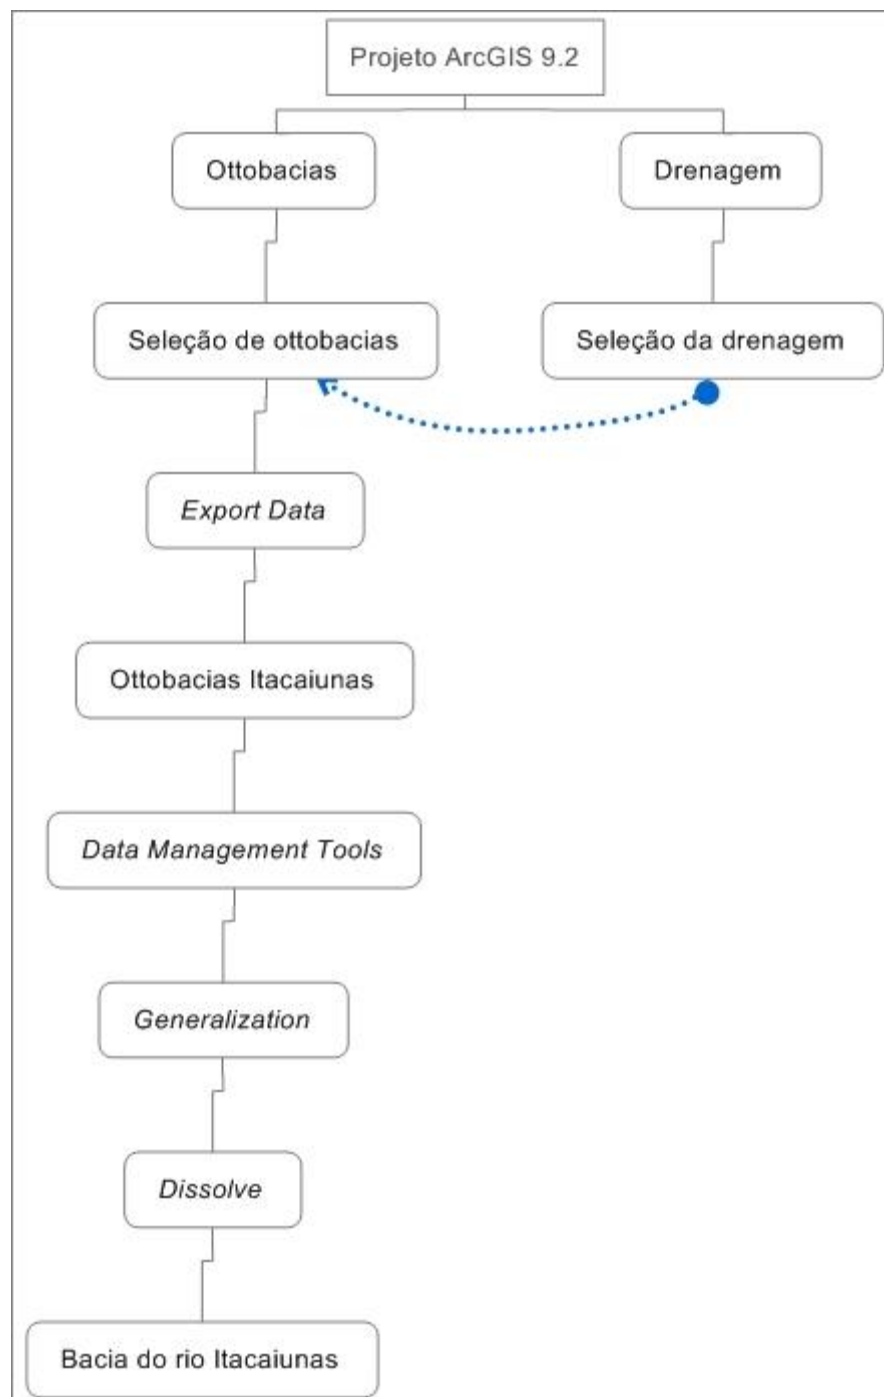 Projeto ArcGIS 9.2
Ottobacias
Drenagem
Seleção de ottobacias
Seleção da drenagem
Export Data
Ottobacias Itacaiunas
Data Management Tools
Generalization
Dissolve
Bacia do rio Itacaiunas